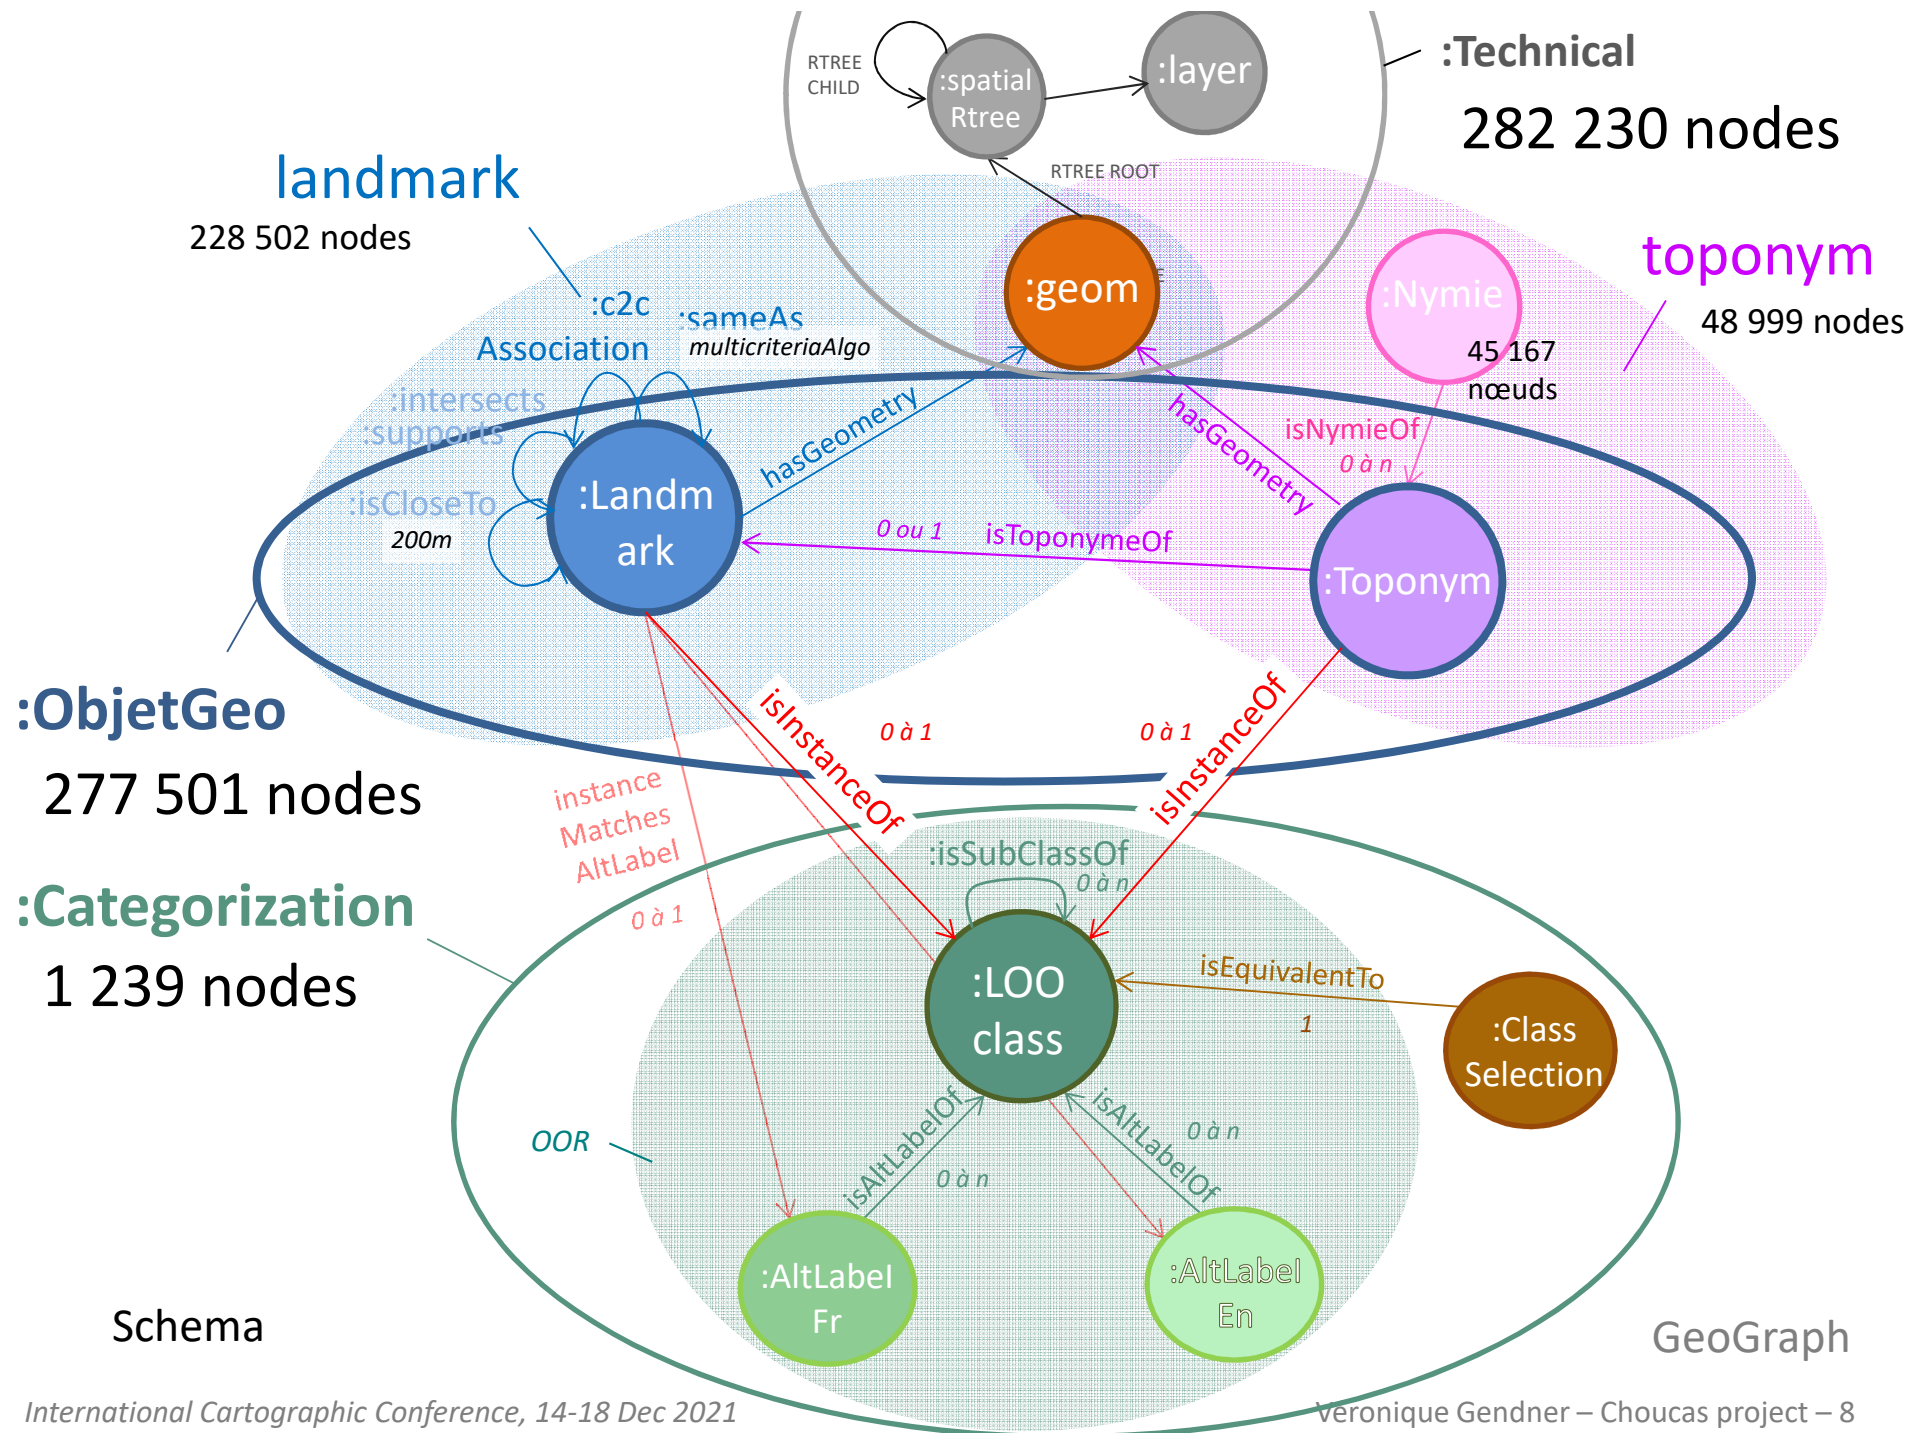 RTREE
CHILD
:spatial
Rtree
:layer
:Technical
282 230 nodes
RTREE ROOT
landmark
228 502 nodes
:geom
:Nymie
45 167
nœuds
toponym
48 999 nodes
:c2c
Association
:sameAs
multicriteriaAlgo
:intersects
:supports
:isCloseTo
200m
:Landm
ark
hasGeometry
hasGeometry
isNymieOf
0 à n
0 ou 1 isToponymeOf
:Toponym
:ObjetGeo
277 501 nodes
isInstanceOf
0 à 1
0 à 1
isInstanceOf
instance
Matches
AltLabel
0 à 1
:Categorization
1 239 nodes
:isSubClassOf
0 à n
:LOO
class
isEquivalentTo
1
:Class
Selection
OOR
isAltLabelOf
0 à n
isAltLabelOf
0 à n
:AltLabel
Fr
:AltLabel
En
Schema
GeoGraph
International Cartographic Conference, 14-18 Dec 2021
Veronique Gendner – Choucas project – 8